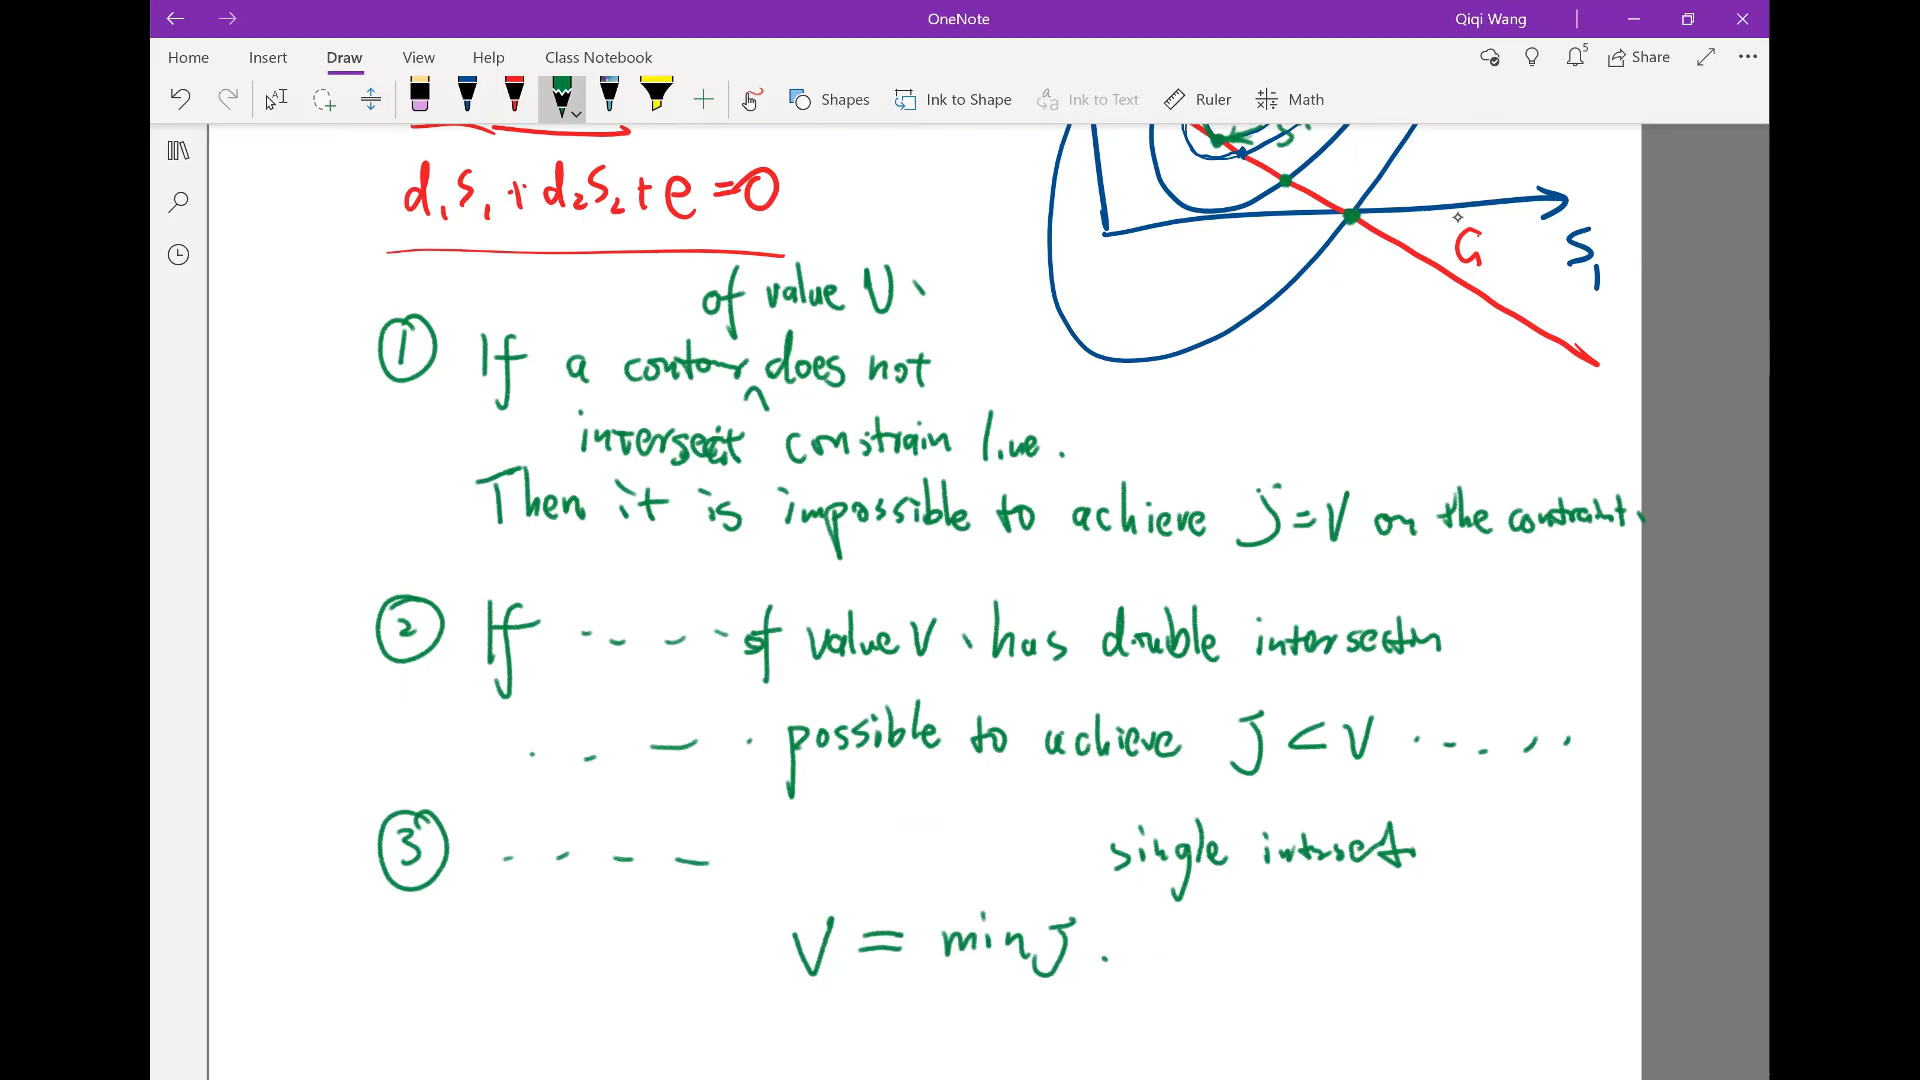 OneNote
Qiqi Wang
Home Insert Draw View Help Class Notebook
5 Share
Shapes Ink to Shape Ink to Text Ruler Math
d₁s₁ + d₂s₂ + e = 0
S₁
G
of value V.
① If a contour ^ does not
intersect constrain line.
Then it is impossible to achieve J = V on the constraint.
② If - - - - of value V. has double intersectn
. . — . possible to achieve J < V . - . . .
③ - - - - single intersect.
V = min J.